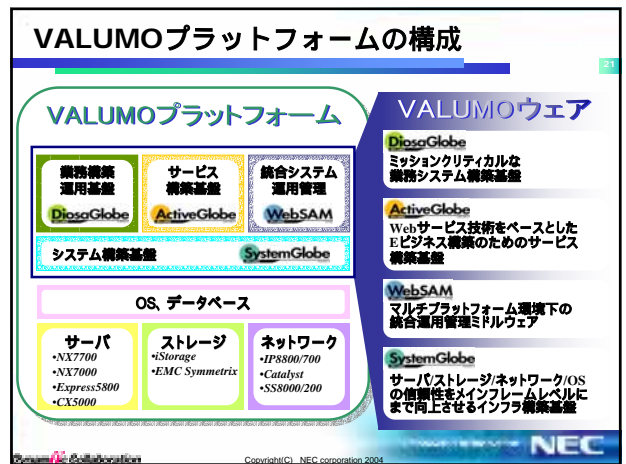 VALUMOプラットフォームの構成
21
VALUMOプラットフォーム
業務構築
運用基盤
DiosaGlobe
サービス
構築基盤
ActiveGlobe
統合システム
運用管理
WebSAM
システム構築基盤
SystemGlobe
OS、データベース
サーバ
•NX7700
•NX7000
•Express5800
•CX5000
ストレージ
•iStorage
•EMC Symmetrix
ネットワーク
•IP8800/700
•Catalyst
•SS8000/200
VALUMOウェア
DiosaGlobe
ミッションクリティカルな
業務システム構築基盤
ActiveGlobe
Webサービス技術をベースとした
Eビジネス構築のためのサービス
構築基盤
WebSAM
マルチプラットフォーム環境下の
統合運用管理ミドルウェア
SystemGlobe
サーバ/ストレージ/ネットワーク/OS
の信頼性をメインフレームレベルに
まで向上させるインフラ構築基盤
Copyright(C) NEC corporation 2004
NEC